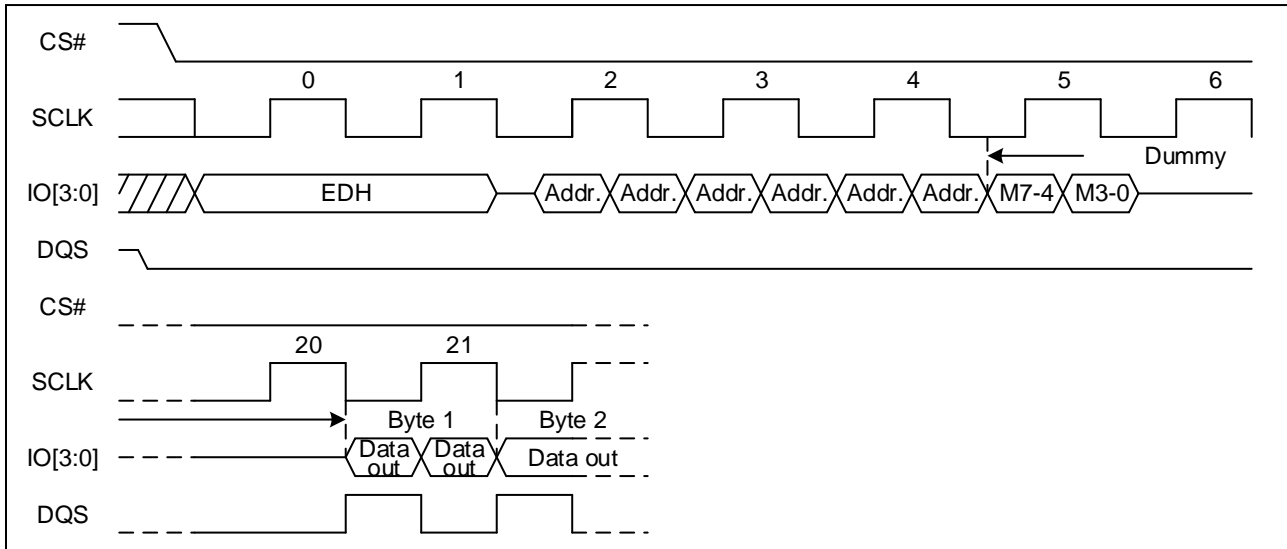 CS#
0 1 2 3 4 5 6
SCLK
Dummy
IO[3:0] EDH Addr. Addr. Addr. Addr. Addr. Addr. M7-4 M3-0
DQS
CS#
20 21
SCLK
Byte 1 Byte 2
IO[3:0] Data out Data out Data out
DQS